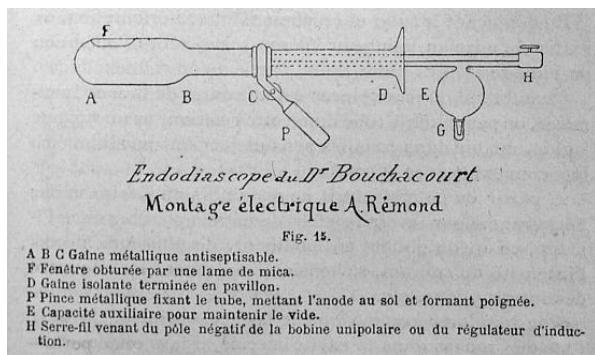 F
A B C D E H
P G
Endodiascope du Dr Bouchacourt
Montage électrique A. Rémond
Fig. 15.
A B C Gaîne métallique antiseptisable.
F Fenêtre obturée par une lame de mica.
D Gaîne isolante terminée en pavillon.
P Pince métallique fixant le tube, mettant l'anode au sol et formant poignée.
E Capacité auxiliaire pour maintenir le vide.
H Serre-fil venant du pôle négatif de la bobine unipolaire ou du régulateur d'induc-
tion.